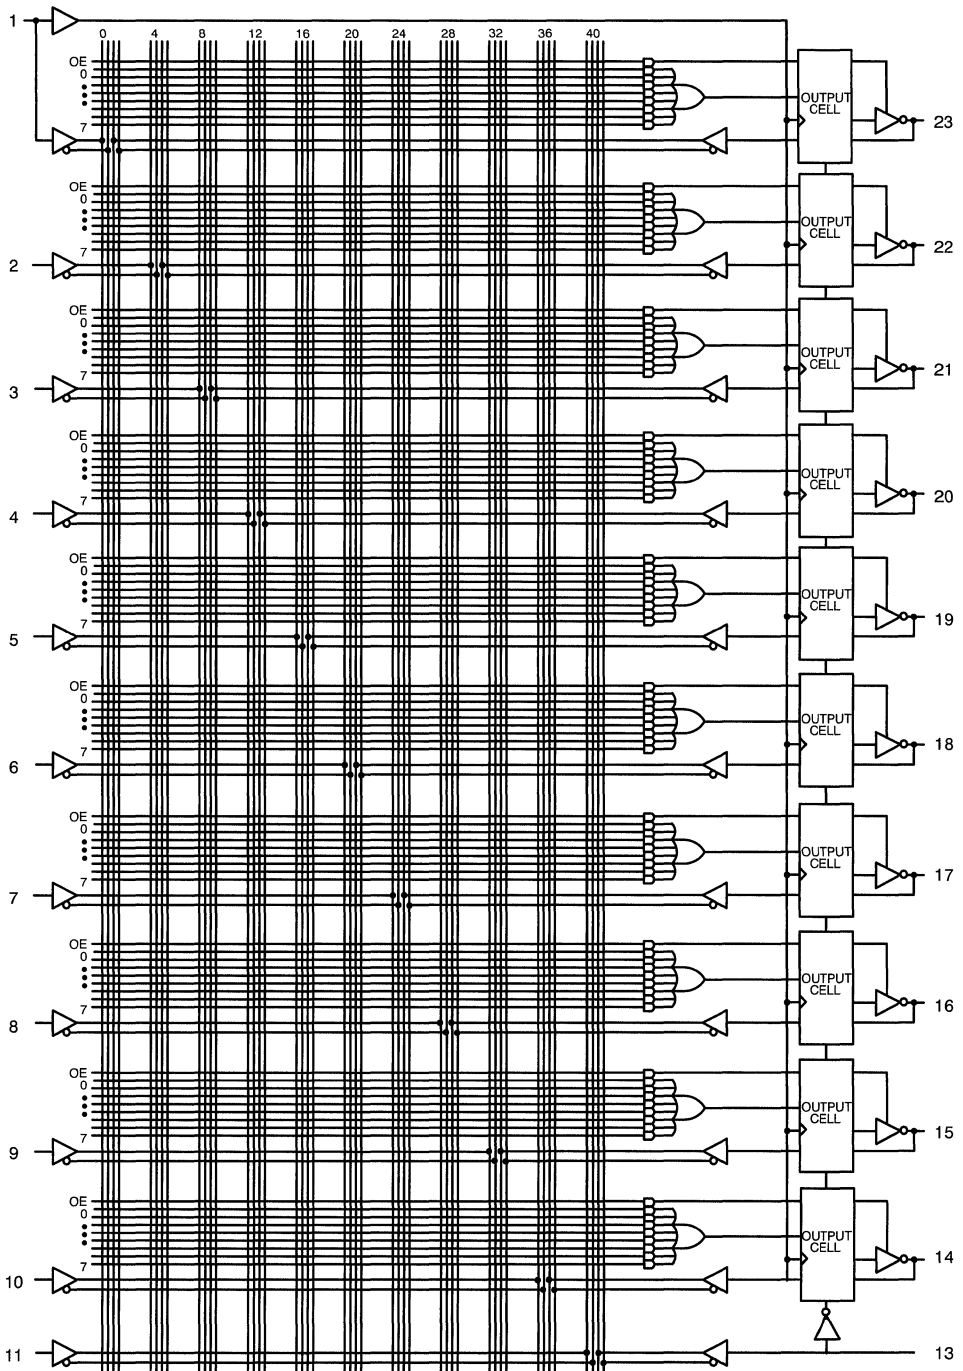 1
0 4 8 12 16 20 24 28 32 36 40
OE
0
7
OUTPUT
CELL
23
OE
0
7
OUTPUT
CELL
2
22
OE
0
7
OUTPUT
CELL
3
21
OE
0
7
OUTPUT
CELL
4
20
OE
0
7
OUTPUT
CELL
5
19
OE
0
7
OUTPUT
CELL
6
18
OE
0
7
OUTPUT
CELL
7
17
OE
0
7
OUTPUT
CELL
8
16
OE
0
7
OUTPUT
CELL
9
15
OE
0
7
OUTPUT
CELL
10
14
11
13